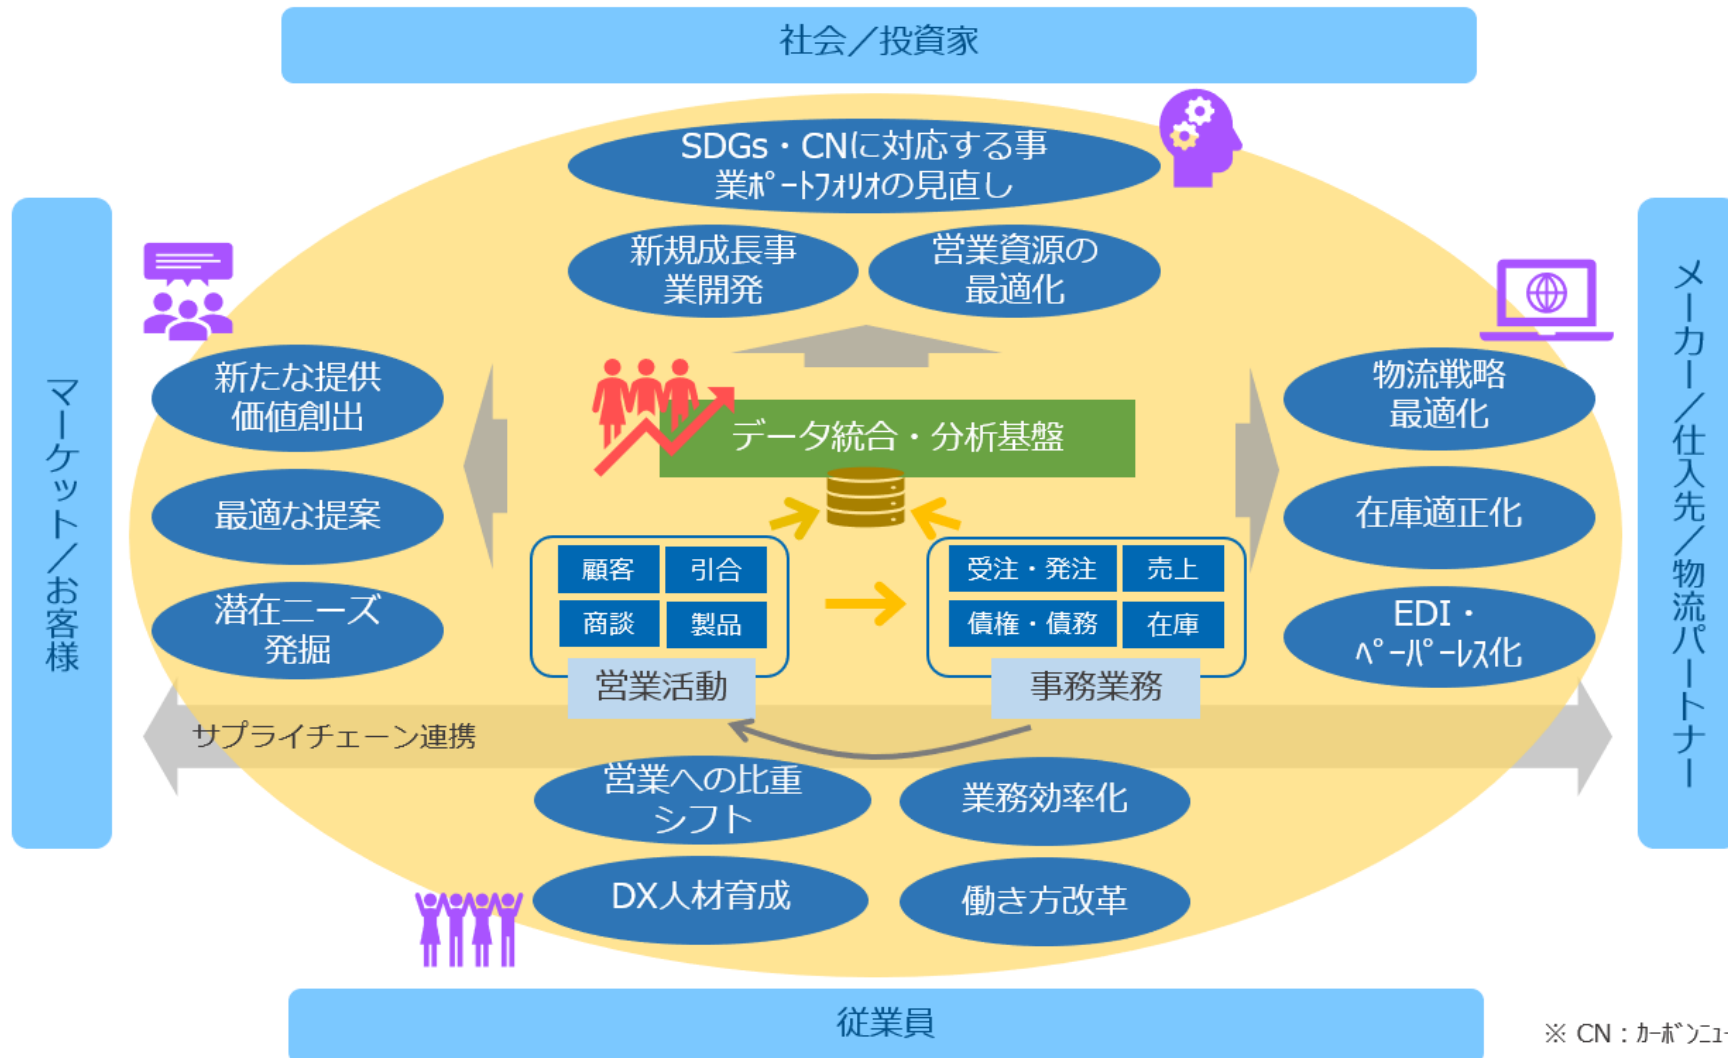 社会／投資家
SDGs・CNに対応する事
業ﾎﾟｰﾄﾌｫﾘｵの見直し
新規成長事
業開発
営業資源の
最適化
マーケット／お客様
新たな提供
価値創出
最適な提案
潜在ニーズ
発掘
データ統合・分析基盤
顧客
引合
商談
製品
営業活動
受注・発注
売上
債権・債務
在庫
事務業務
物流戦略
最適化
在庫適正化
EDI・
ﾍﾟｰﾊﾟｰﾚｽ化
メーカー／仕入先／物流パートナー
サプライチェーン連携
営業への比重
シフト
業務効率化
DX人材育成
働き方改革
従業員
※ CN：ｶｰﾎﾞﾝﾆｭｰ